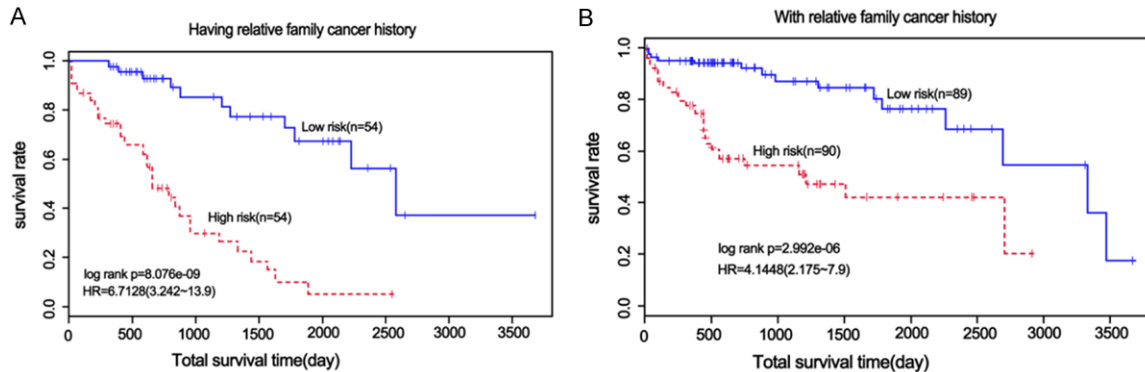 A
Having relative family cancer history
survival rate
1.0
0.8
0.6
0.4
0.2
0.0
Low risk(n=54)
High risk(n=54)
log rank p=8.076e-09
HR=6.7128(3.242~13.9)
0 500 1000 1500 2000 2500 3000 3500
Total survival time(day)
B
With relative family cancer history
survival rate
1.0
0.8
0.6
0.4
0.2
0.0
Low risk(n=89)
High risk(n=90)
log rank p=2.992e-06
HR=4.1448(2.175~7.9)
0 500 1000 1500 2000 2500 3000 3500
Total survival time(day)